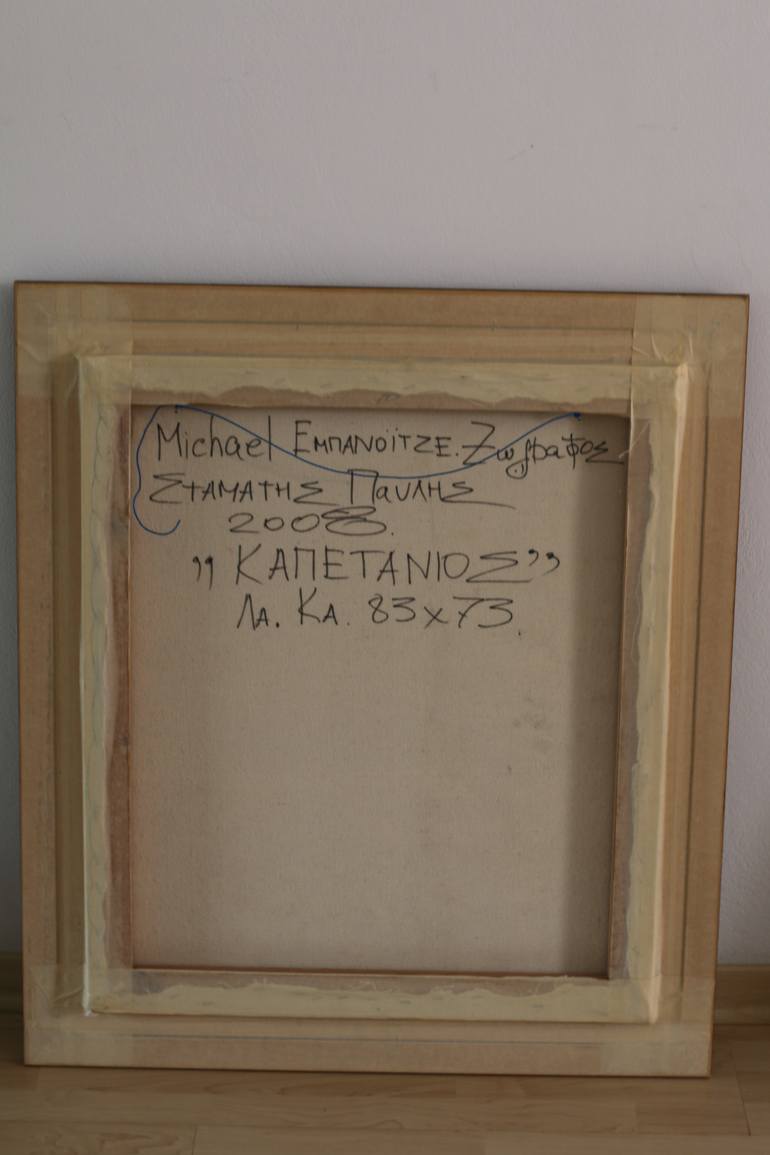 Michael ΕΜΠΑΝΟΪΤΖΕ. Ζωγραφος
ΣΤΑΜΑΤΗΣ ΠαυλΗΣ
2008.
„ ΚΑΠΕΤΑΝΙΟΣ”
ΛΑ. ΚΑ. 83x73.